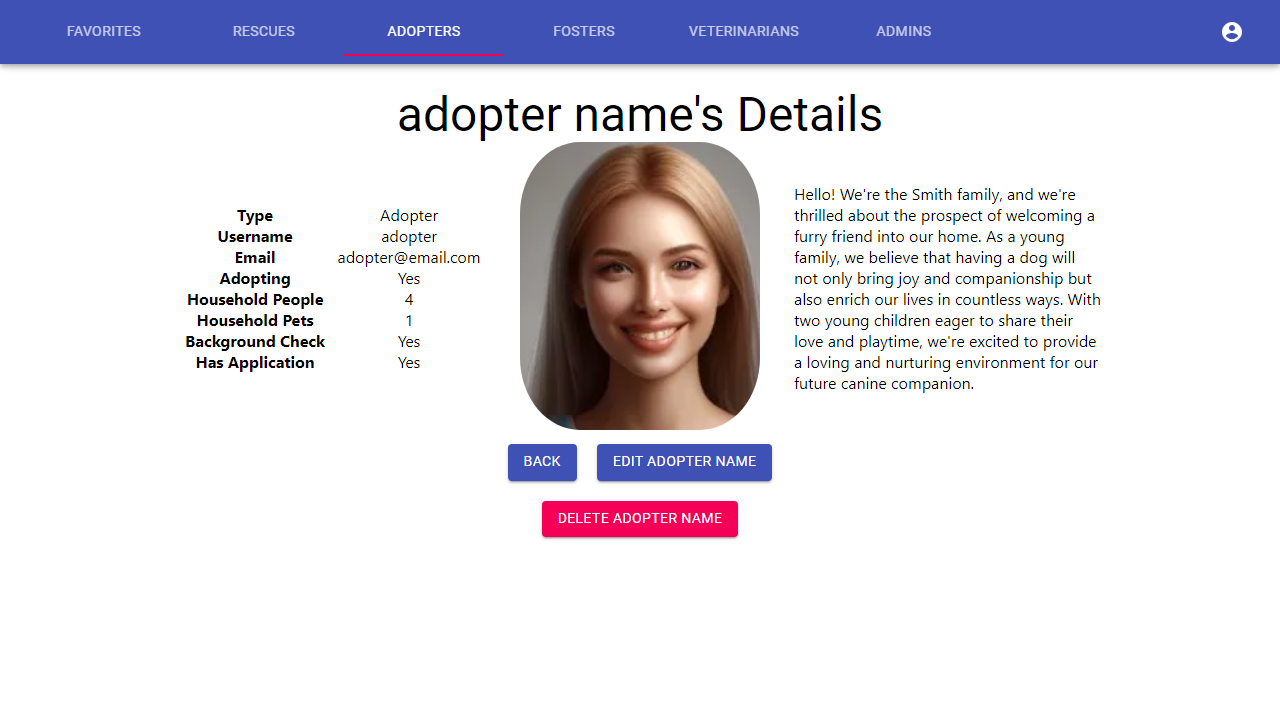 FAVORITES RESCUES ADOPTERS FOSTERS VETERINARIANS ADMINS
adopter name's Details
Type Adopter
Username adopter
Email adopter@email.com
Adopting Yes
Household People 4
Household Pets 1
Background Check Yes
Has Application Yes
Hello! We're the Smith family, and we're
thrilled about the prospect of welcoming a
furry friend into our home. As a young
family, we believe that having a dog will
not only bring joy and companionship but
also enrich our lives in countless ways. With
two young children eager to share their
love and playtime, we're excited to provide
a loving and nurturing environment for our
future canine companion.
BACK EDIT ADOPTER NAME
DELETE ADOPTER NAME